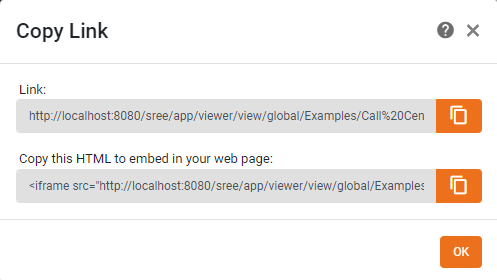 Copy Link
Link:
http://localhost:8080/sree/app/viewer/view/global/Examples/Call%20Cen
Copy this HTML to embed in your web page:
<iframe src="http://localhost:8080/sree/app/viewer/view/global/Examples
OK